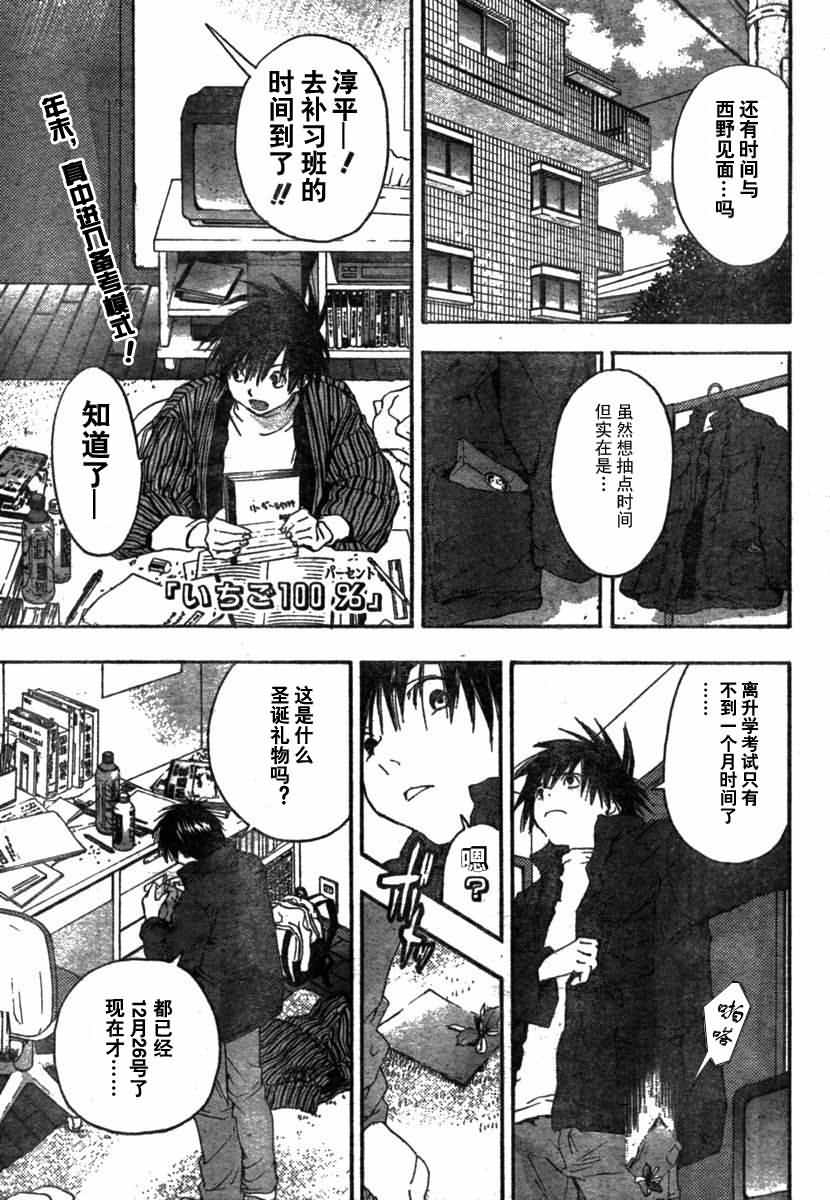 还有时间与
西野见面…吗
虽然想抽点时间
但实在是…
淳平—！
去补习班的
时间到了!!
年末，真中进入备考模式！
知道了—
『いちご100％』
パーセント
离升学考试只有
不到一个月时间了
……
啪嗒
嗯？
这是什么
圣诞礼物吗？
都已经
12月26号了
现在才……